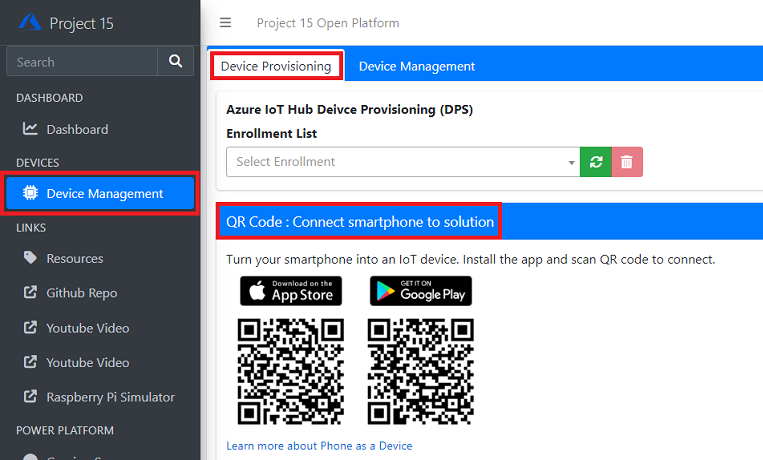 Project 15
Project 15 Open Platform
Search
DASHBOARD
Dashboard
DEVICES
Device Management
LINKS
Resources
Github Repo
Youtube Video
Youtube Video
Raspberry Pi Simulator
POWER PLATFORM
Device Provisioning
Device Management
Azure IoT Hub Deivce Provisioning (DPS)
Enrollment List
Select Enrollment
QR Code : Connect smartphone to solution
Turn your smartphone into an IoT device. Install the app and scan QR code to connect.
Download on the
App Store
GET IT ON
Google Play
Learn more about Phone as a Device